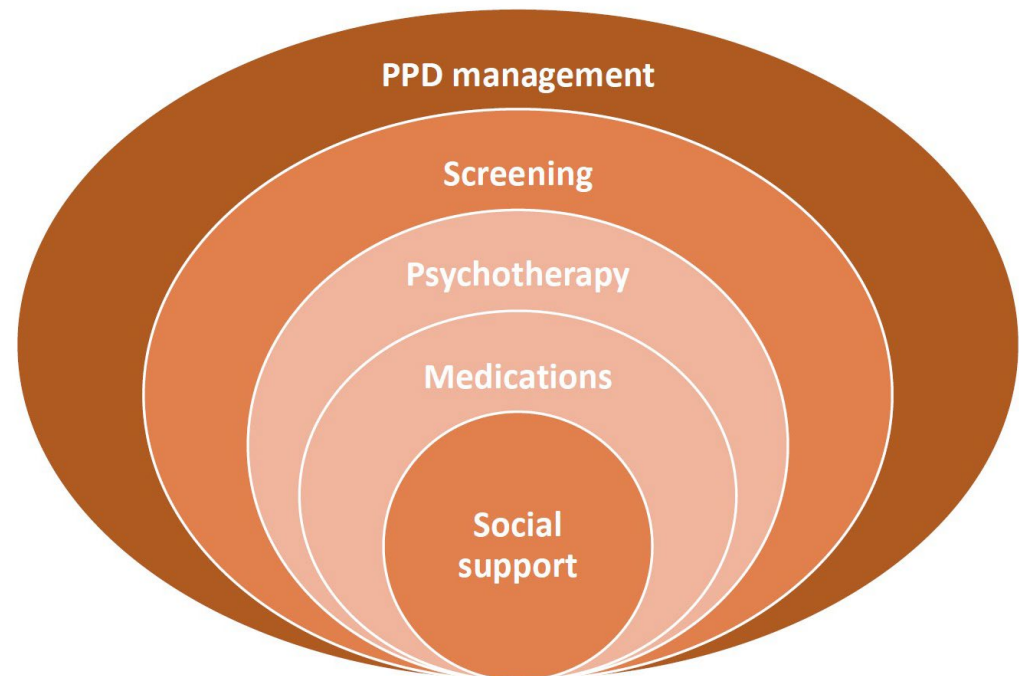 PPD management
Screening
Psychotherapy
Medications
Social
support